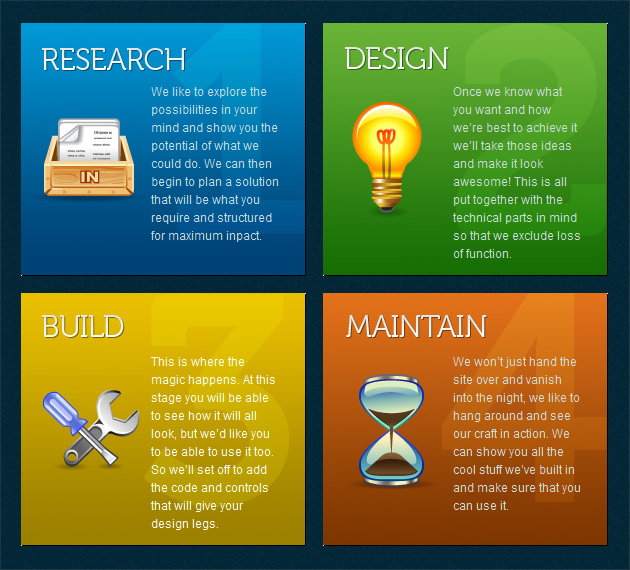 RESEARCH
1
We like to explore the
possibilities in your
mind and show you the
potential of what we
could do. We can then
begin to plan a solution
that will be what you
require and structured
for maximum inpact.
IN
DESIGN
2
Once we know what
you want and how
we're best to achieve it
we'll take those ideas
and make it look
awesome! This is all
put together with the
technical parts in mind
so that we exclude loss
of function.
BUILD
3
This is where the
magic happens. At this
stage you will be able
to see how it will all
look, but we'd like you
to be able to use it too.
So we'll set off to add
the code and controls
that will give your
design legs.
MAINTAIN
4
We won't just hand the
site over and vanish
into the night, we like to
hang around and see
our craft in action. We
can show you all the
cool stuff we've built in
and make sure that you
can use it.